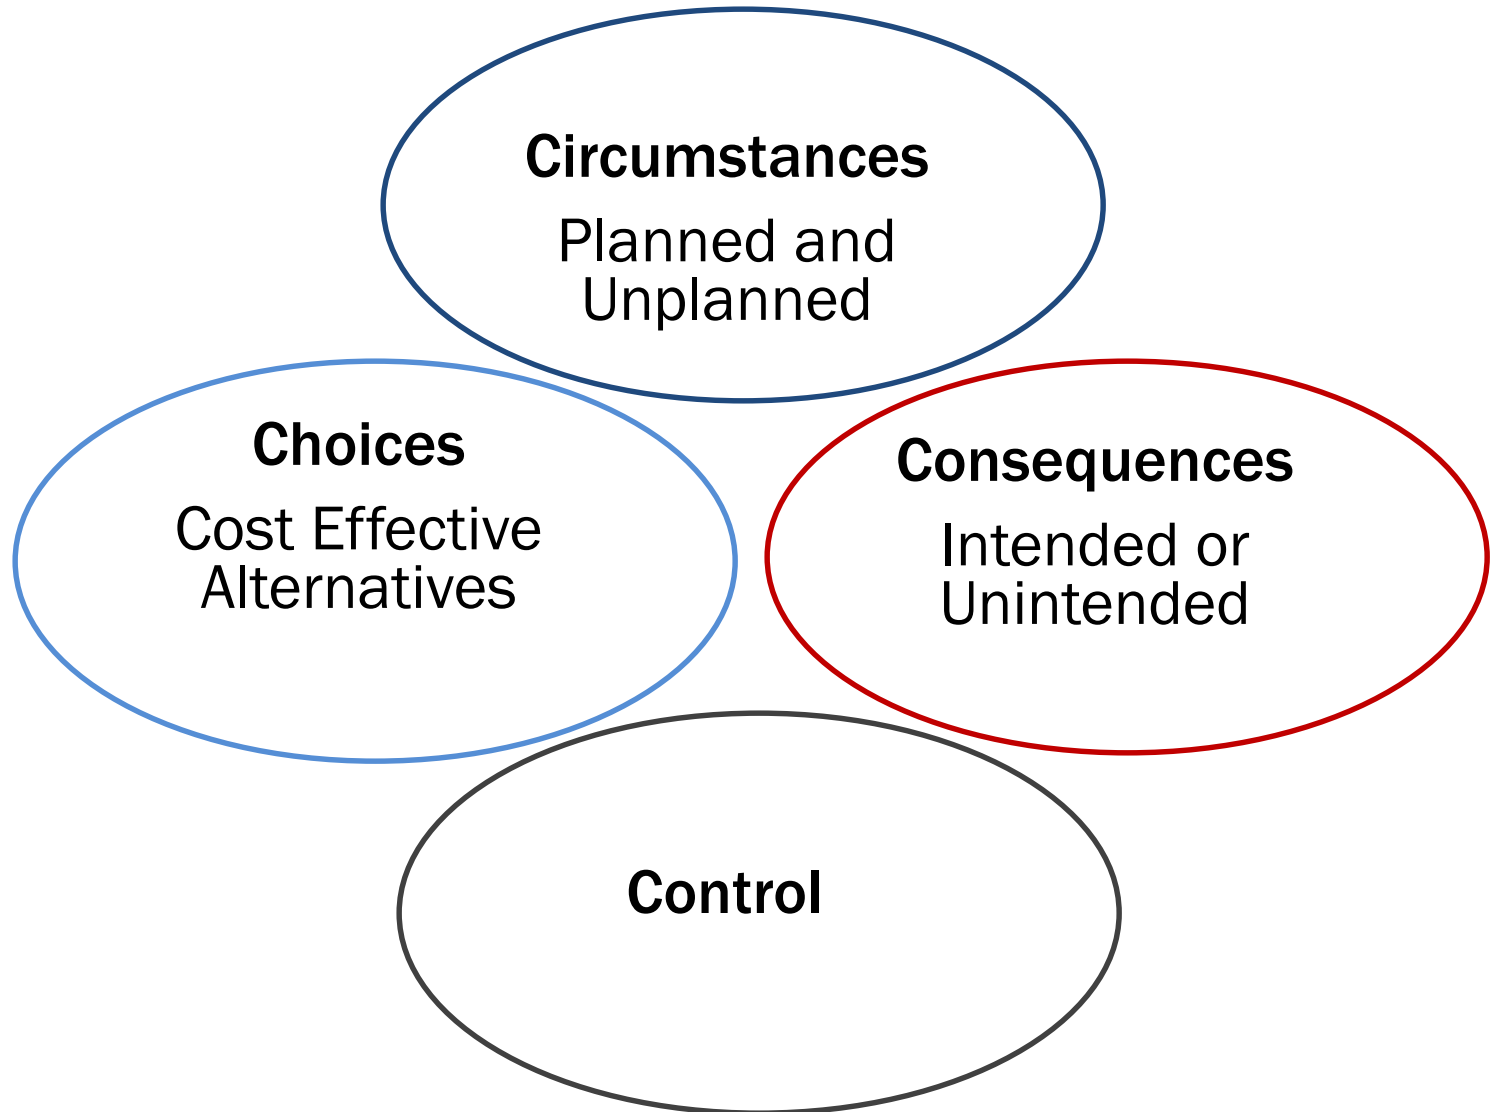 Circumstances
Planned and
Unplanned
Choices
Cost Effective
Alternatives
Consequences
Intended or
Unintended
Control